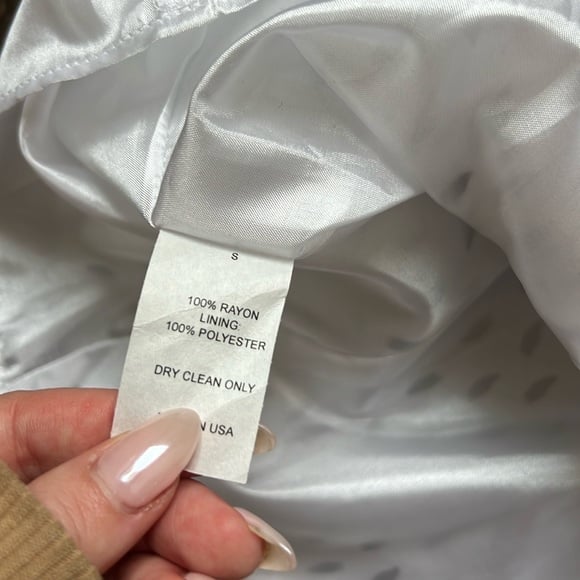 S
100% RAYON
LINING:
100% POLYESTER
DRY CLEAN ONLY
USA